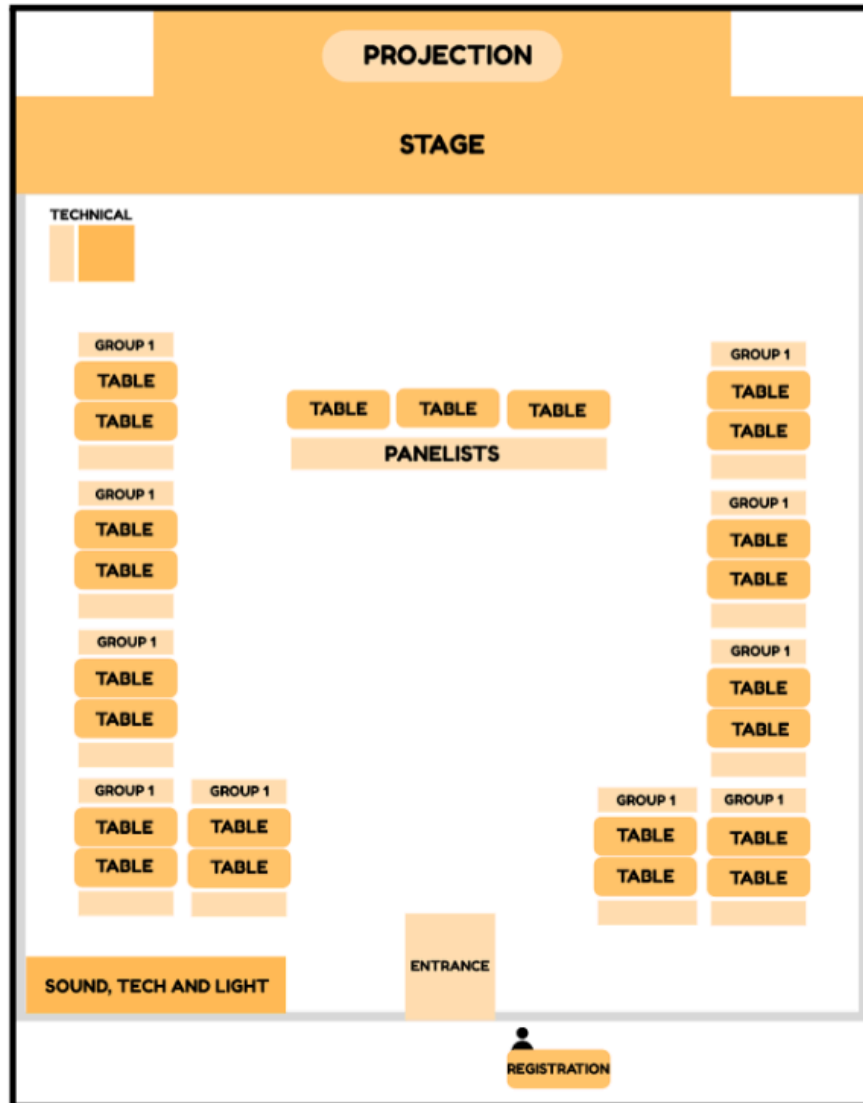 PROJECTION
STAGE
TECHNICAL
GROUP 1
TABLE
TABLE
GROUP 1
TABLE
TABLE
GROUP 1
TABLE
TABLE
GROUP 1
TABLE
TABLE
GROUP 1
TABLE
TABLE
TABLE TABLE TABLE
PANELISTS
GROUP 1
TABLE
TABLE
GROUP 1
TABLE
TABLE
GROUP 1
TABLE
TABLE
GROUP 1
TABLE
TABLE
GROUP 1
TABLE
TABLE
SOUND, TECH AND LIGHT
ENTRANCE
REGISTRATION